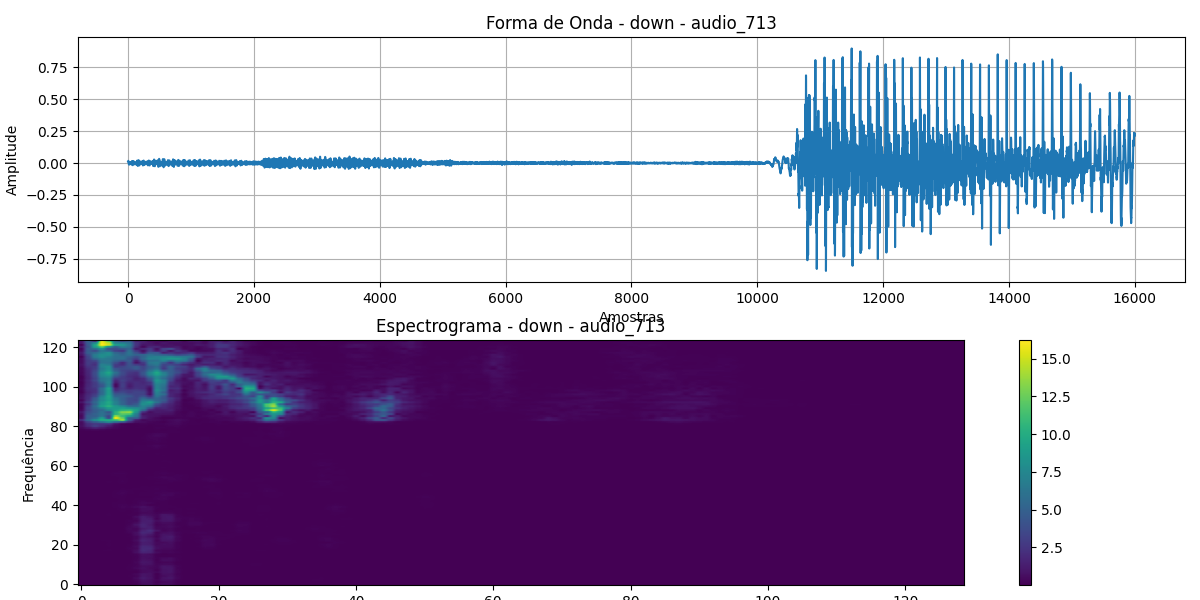 Forma de Onda - down - audio_713
Amplitude
0.75
0.50
0.25
0.00
−0.25
−0.50
−0.75
0 2000 4000 6000 8000 10000 12000 14000 16000
Amostras
Espectrograma - down - audio_713
Frequência
120
100
80
60
40
20
0
0 20 40 60 80 100 120
15.0
12.5
10.0
7.5
5.0
2.5